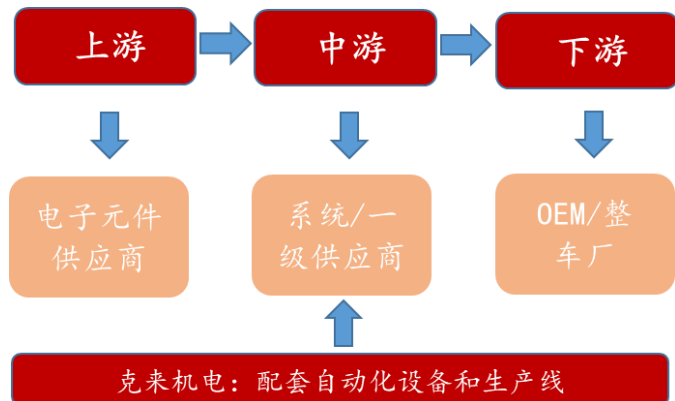 上游
中游
下游
电子元件
供应商
系统/一
级供应商
OEM/整
车厂
克来机电：配套自动化设备和生产线